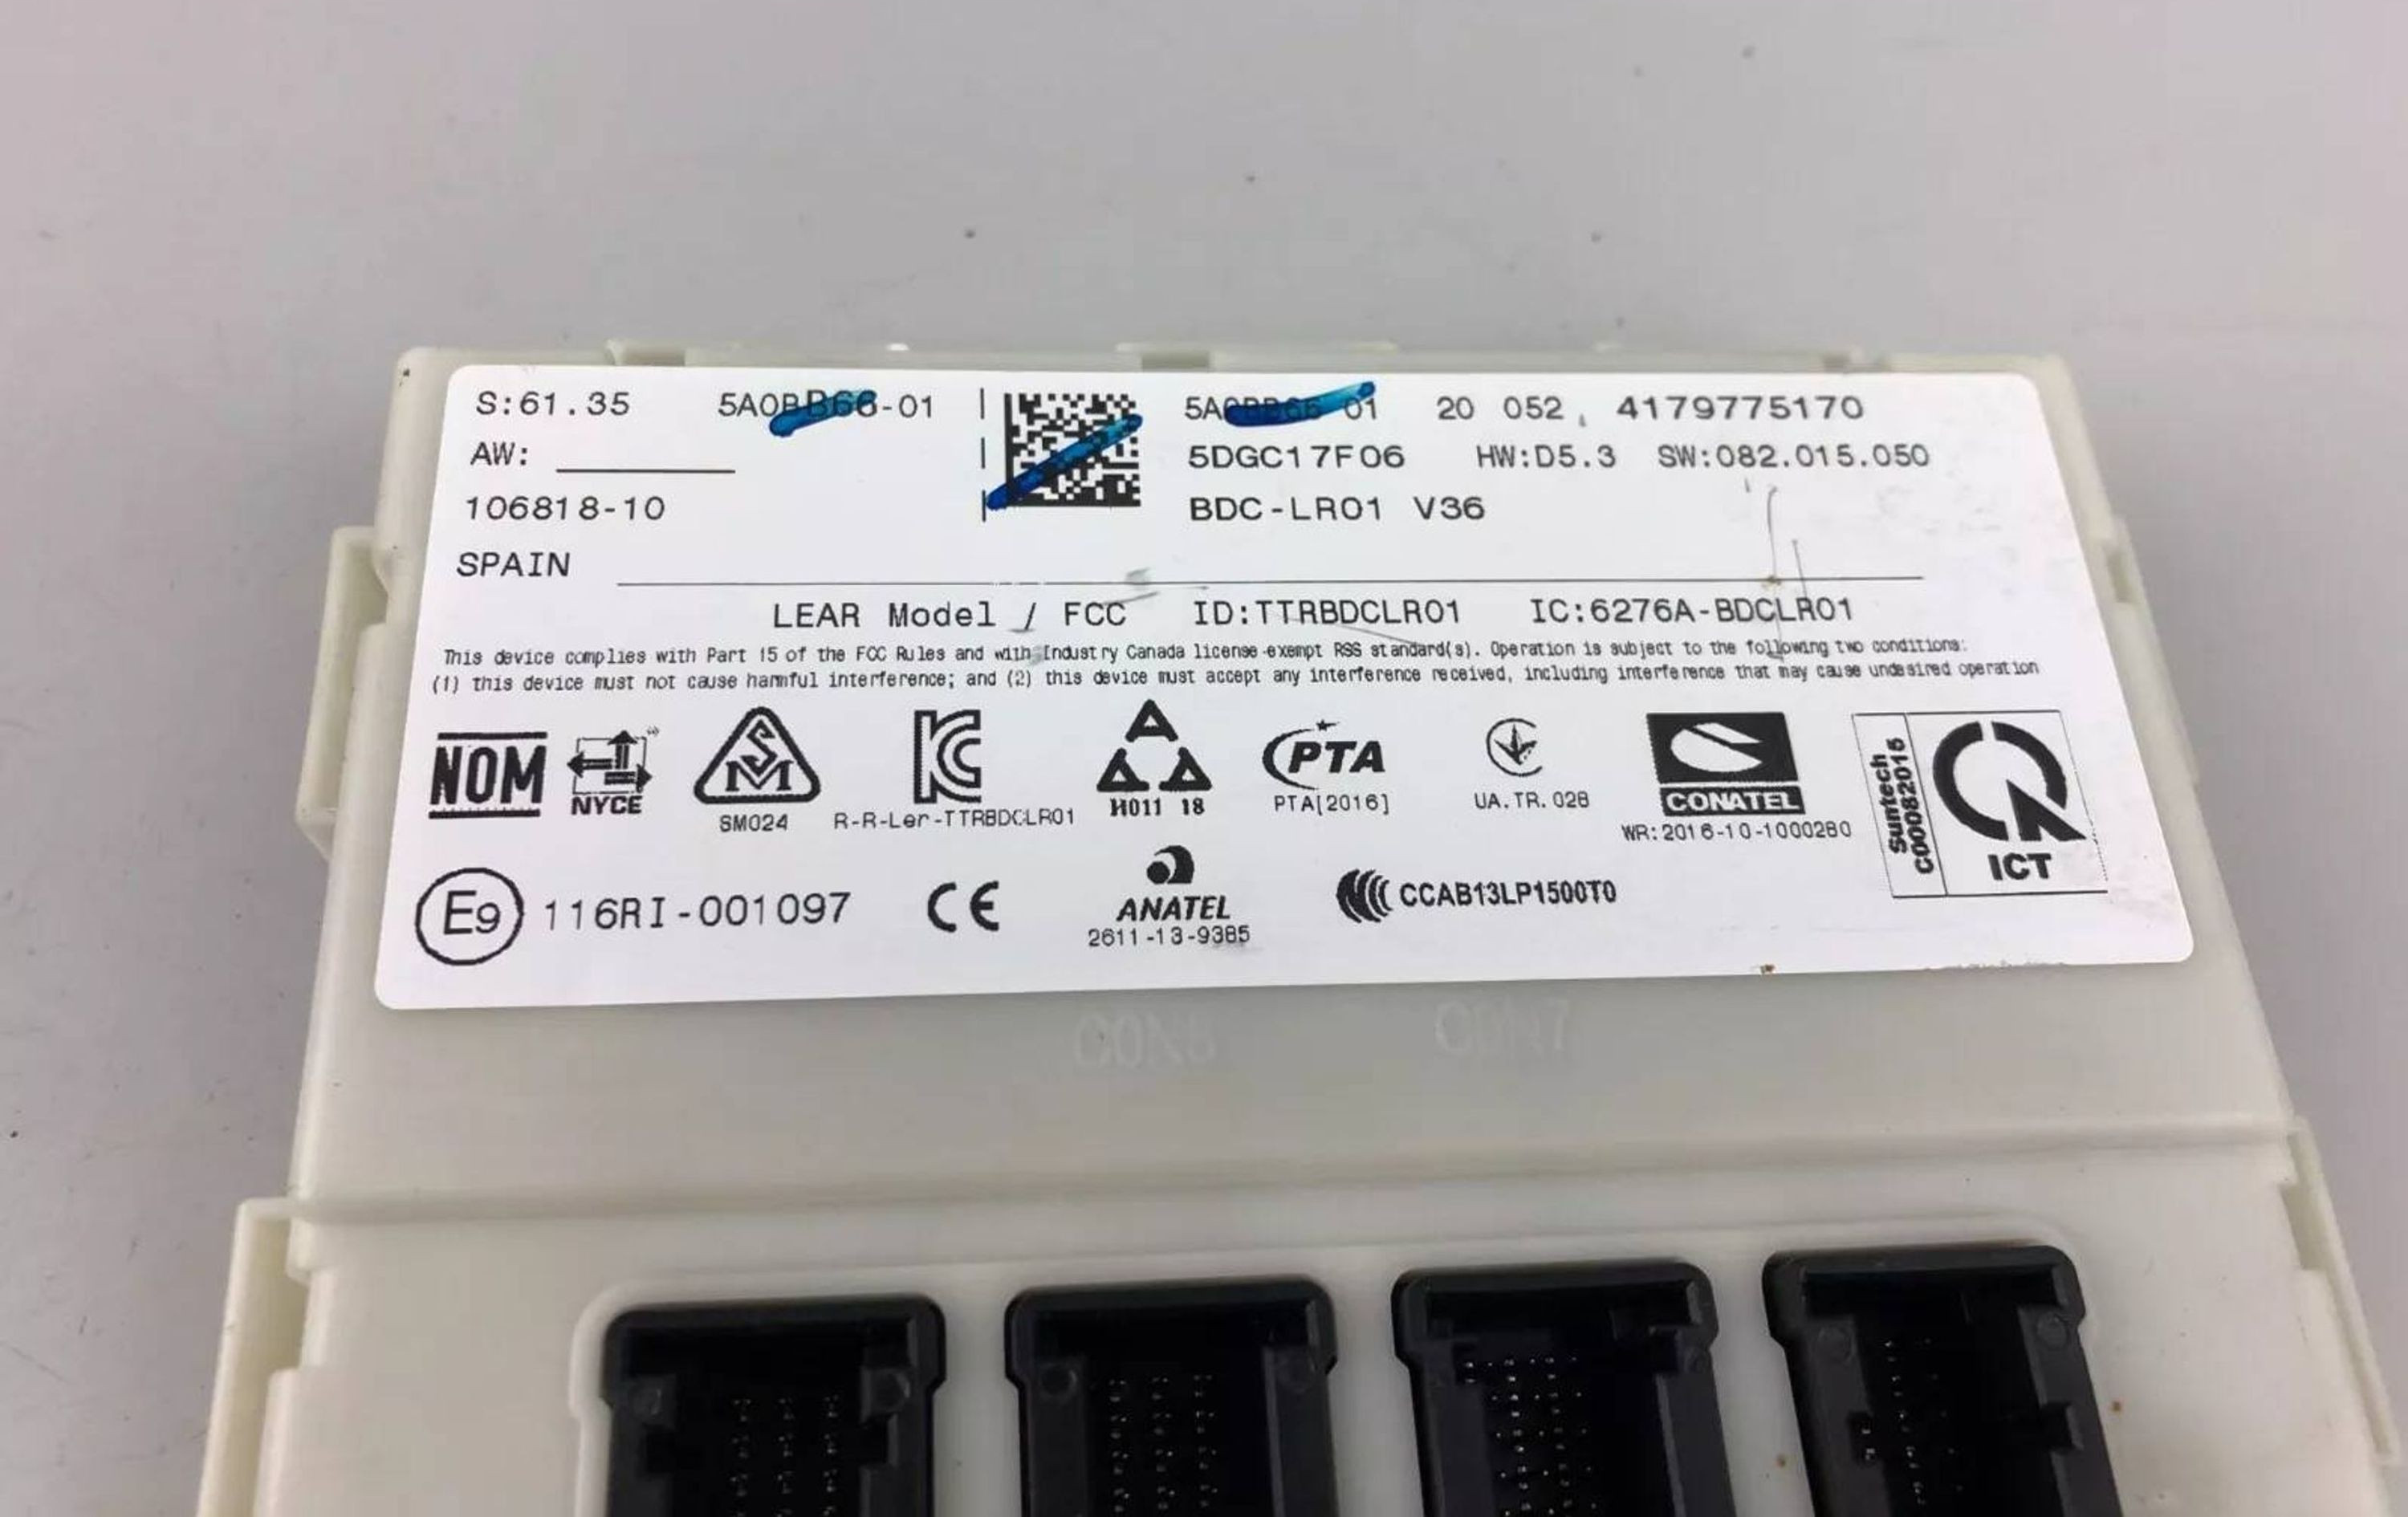 S:61.35 5A0BB66-01 5A0BB66 01 20 052, 4179775170
AW: 5DGC17F06 HW:D5.3 SW:082.015.050
106818-10 BDC-LR01 V36
SPAIN
LEAR Model / FCC ID:TTRBDCLR01 IC:6276A-BDCLR01
This device complies with Part 15 of the FCC Rules and with Industry Canada license-exempt RSS standard(s). Operation is subject to the following two conditions:
(1) this device must not cause harmful interference; and (2) this device must accept any interference received, including interference that may cause undesired operation
NOM NYCE SM KC A PTA CONATEL
SM024 R-R-Ler-TTRBDCLR01 H011 18 PTA[2016] UA.TR.028 WR:2016-10-1000280
Sumtech C00082016 ICT
E9 116RI-001097 CE ANATEL CCAB13LP1500T0
2611-13-9385